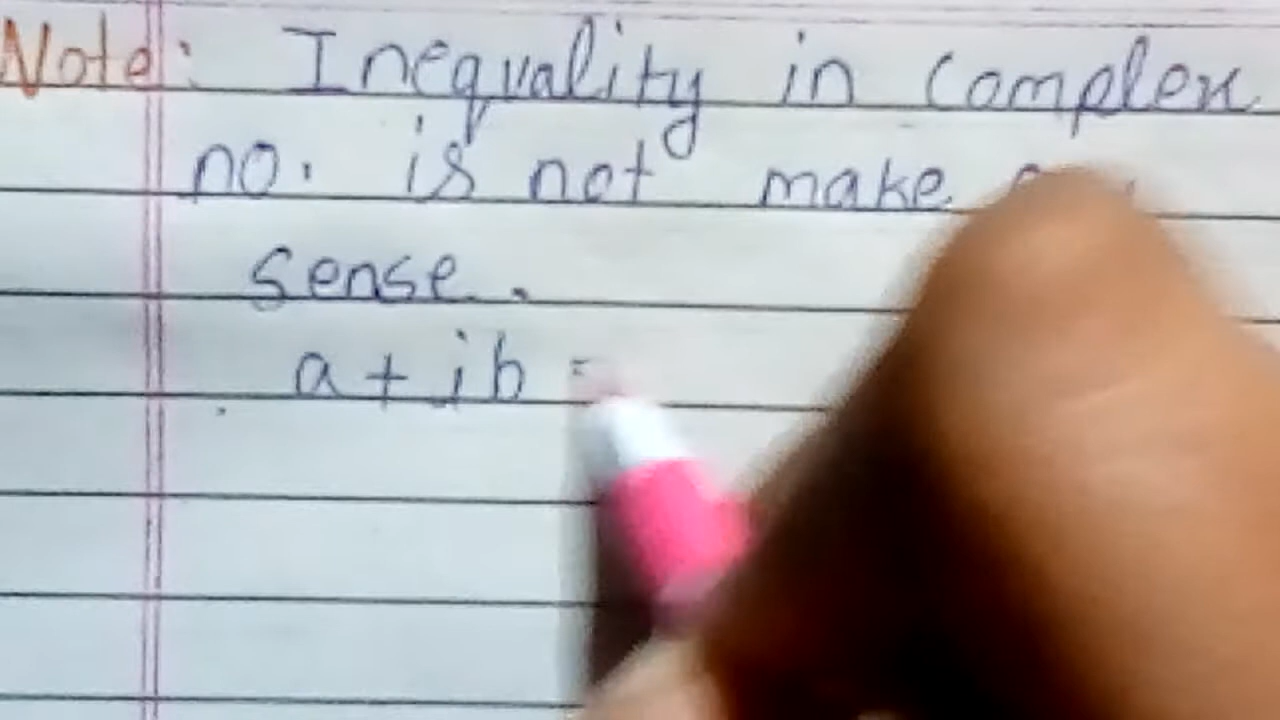 Note: Inequality in Complex
no. is not make
sense.
a + ib =